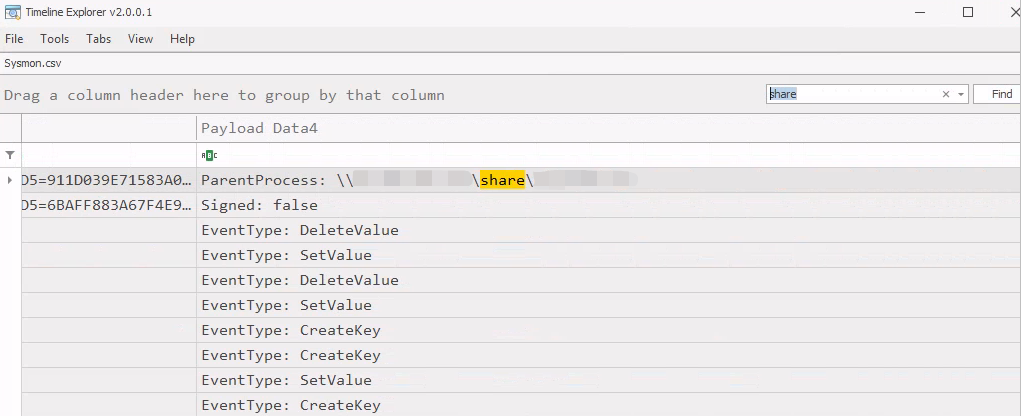 Timeline Explorer v2.0.0.1
File Tools Tabs View Help
Sysmon.csv
Drag a column header here to group by that column
share
Find
Payload Data4
ABC
D5=911D039E71583A0… ParentProcess: \\ \share\
D5=6BAFF883A67F4E9… Signed: false
EventType: DeleteValue
EventType: SetValue
EventType: DeleteValue
EventType: SetValue
EventType: CreateKey
EventType: CreateKey
EventType: SetValue
EventType: CreateKey